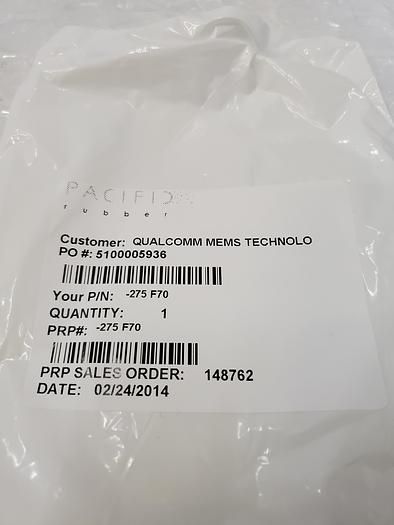 PACIFIC
rubber
Customer: QUALCOMM MEMS TECHNOLO
PO #: 5100005936
Your P/N: -275 F70
QUANTITY: 1
PRP#: -275 F70
PRP SALES ORDER: 148762
DATE: 02/24/2014